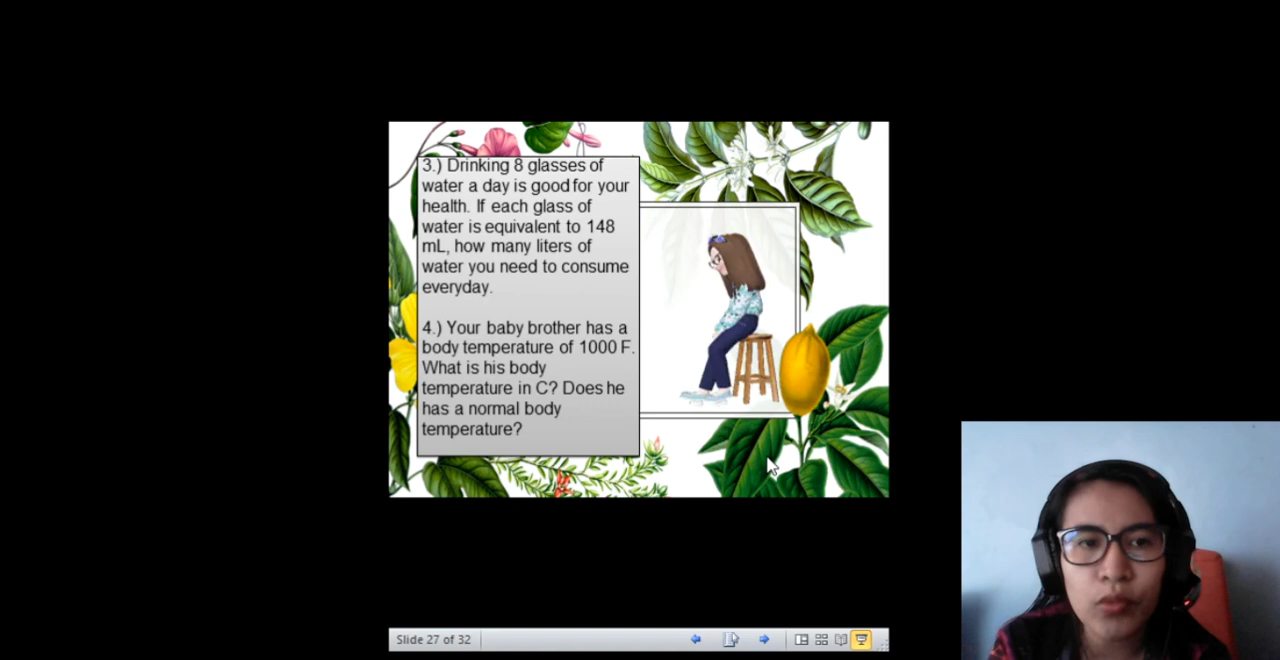 3.) Drinking 8 glasses of
water a day is good for your
health. If each glass of
water is equivalent to 148
mL, how many liters of
water you need to consume
everyday.
4.) Your baby brother has a
body temperature of 1000 F.
What is his body
temperature in C? Does he
has a normal body
temperature?
Slide 27 of 32